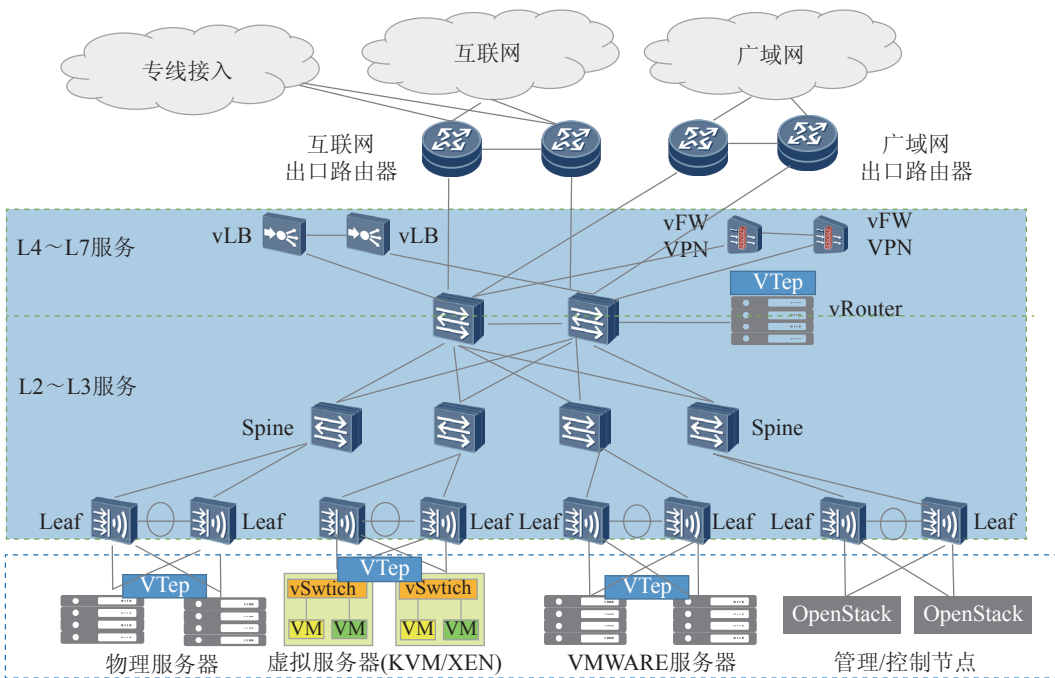 专线接入
互联网
广域网
互联网
出口路由器
广域网
出口路由器
L4～L7服务
vLB
vLB
vFW
VPN
vFW
VPN
VTep
vRouter
L2～L3服务
Spine
Spine
Leaf
Leaf
Leaf
Leaf
Leaf
Leaf
Leaf
Leaf
VTep
VTep
VTep
vSwtich
vSwtich
VM
VM
VM
VM
OpenStack
OpenStack
物理服务器
虚拟服务器(KVM/XEN)
VMWARE服务器
管理/控制节点